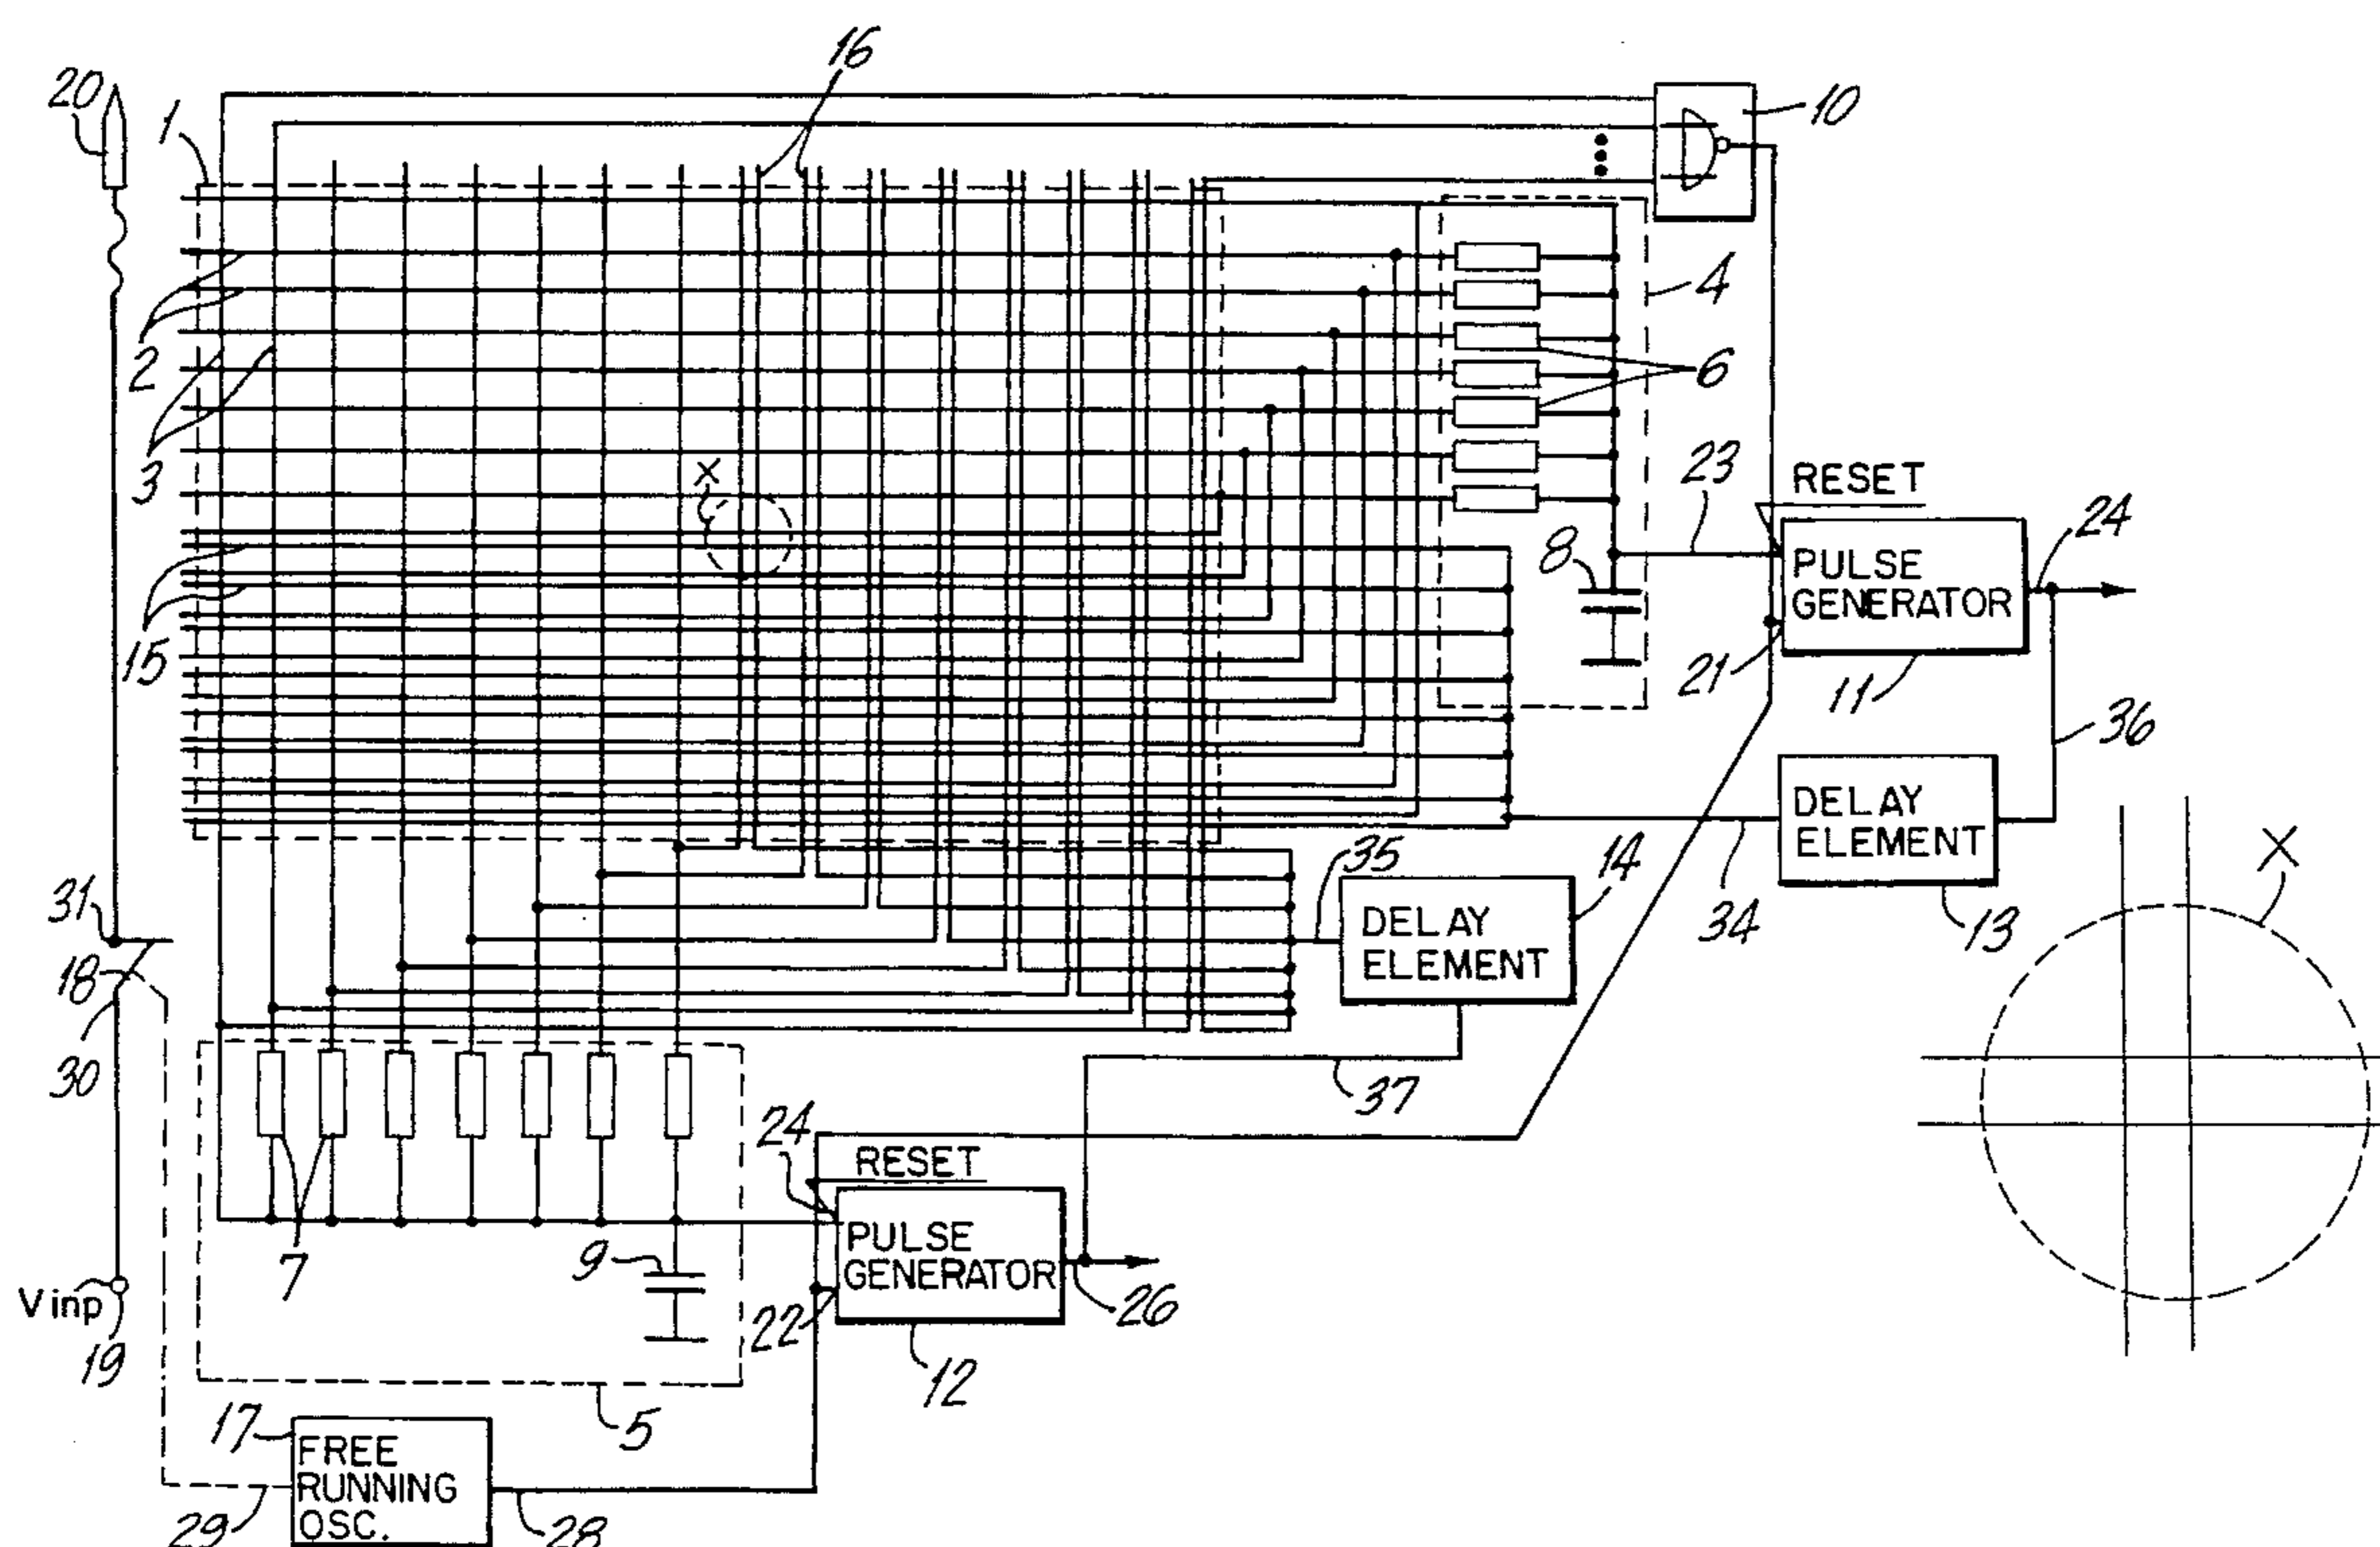 16
20
1
10
4
2
6
3
X
23
RESET
24
8
PULSE
GENERATOR
15
21
11
36
DELAY
ELEMENT
X
31
35
14
34
13
DELAY
ELEMENT
18
30
37
24
RESET
PULSE
GENERATOR
7
9
26
V inp
22
19
12
17
5
FREE
RUNNING
OSC.
29
28